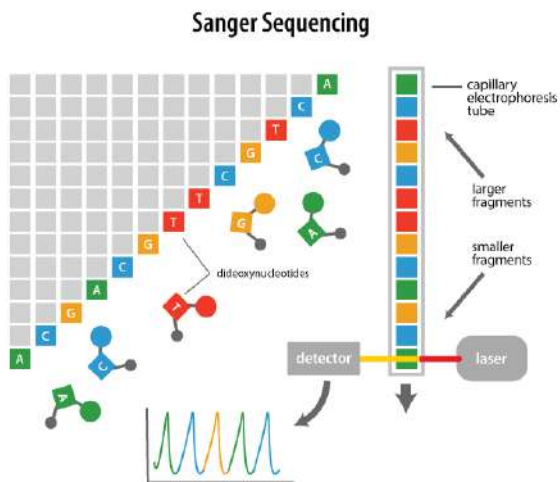 Sanger Sequencing
A
C
T
G
C
T
T
G
C
A
G
C
A
C
G
A
T
C
A
dideoxynucleotides
capillary
electrophoresis
tube
larger
fragments
smaller
fragments
detector
laser